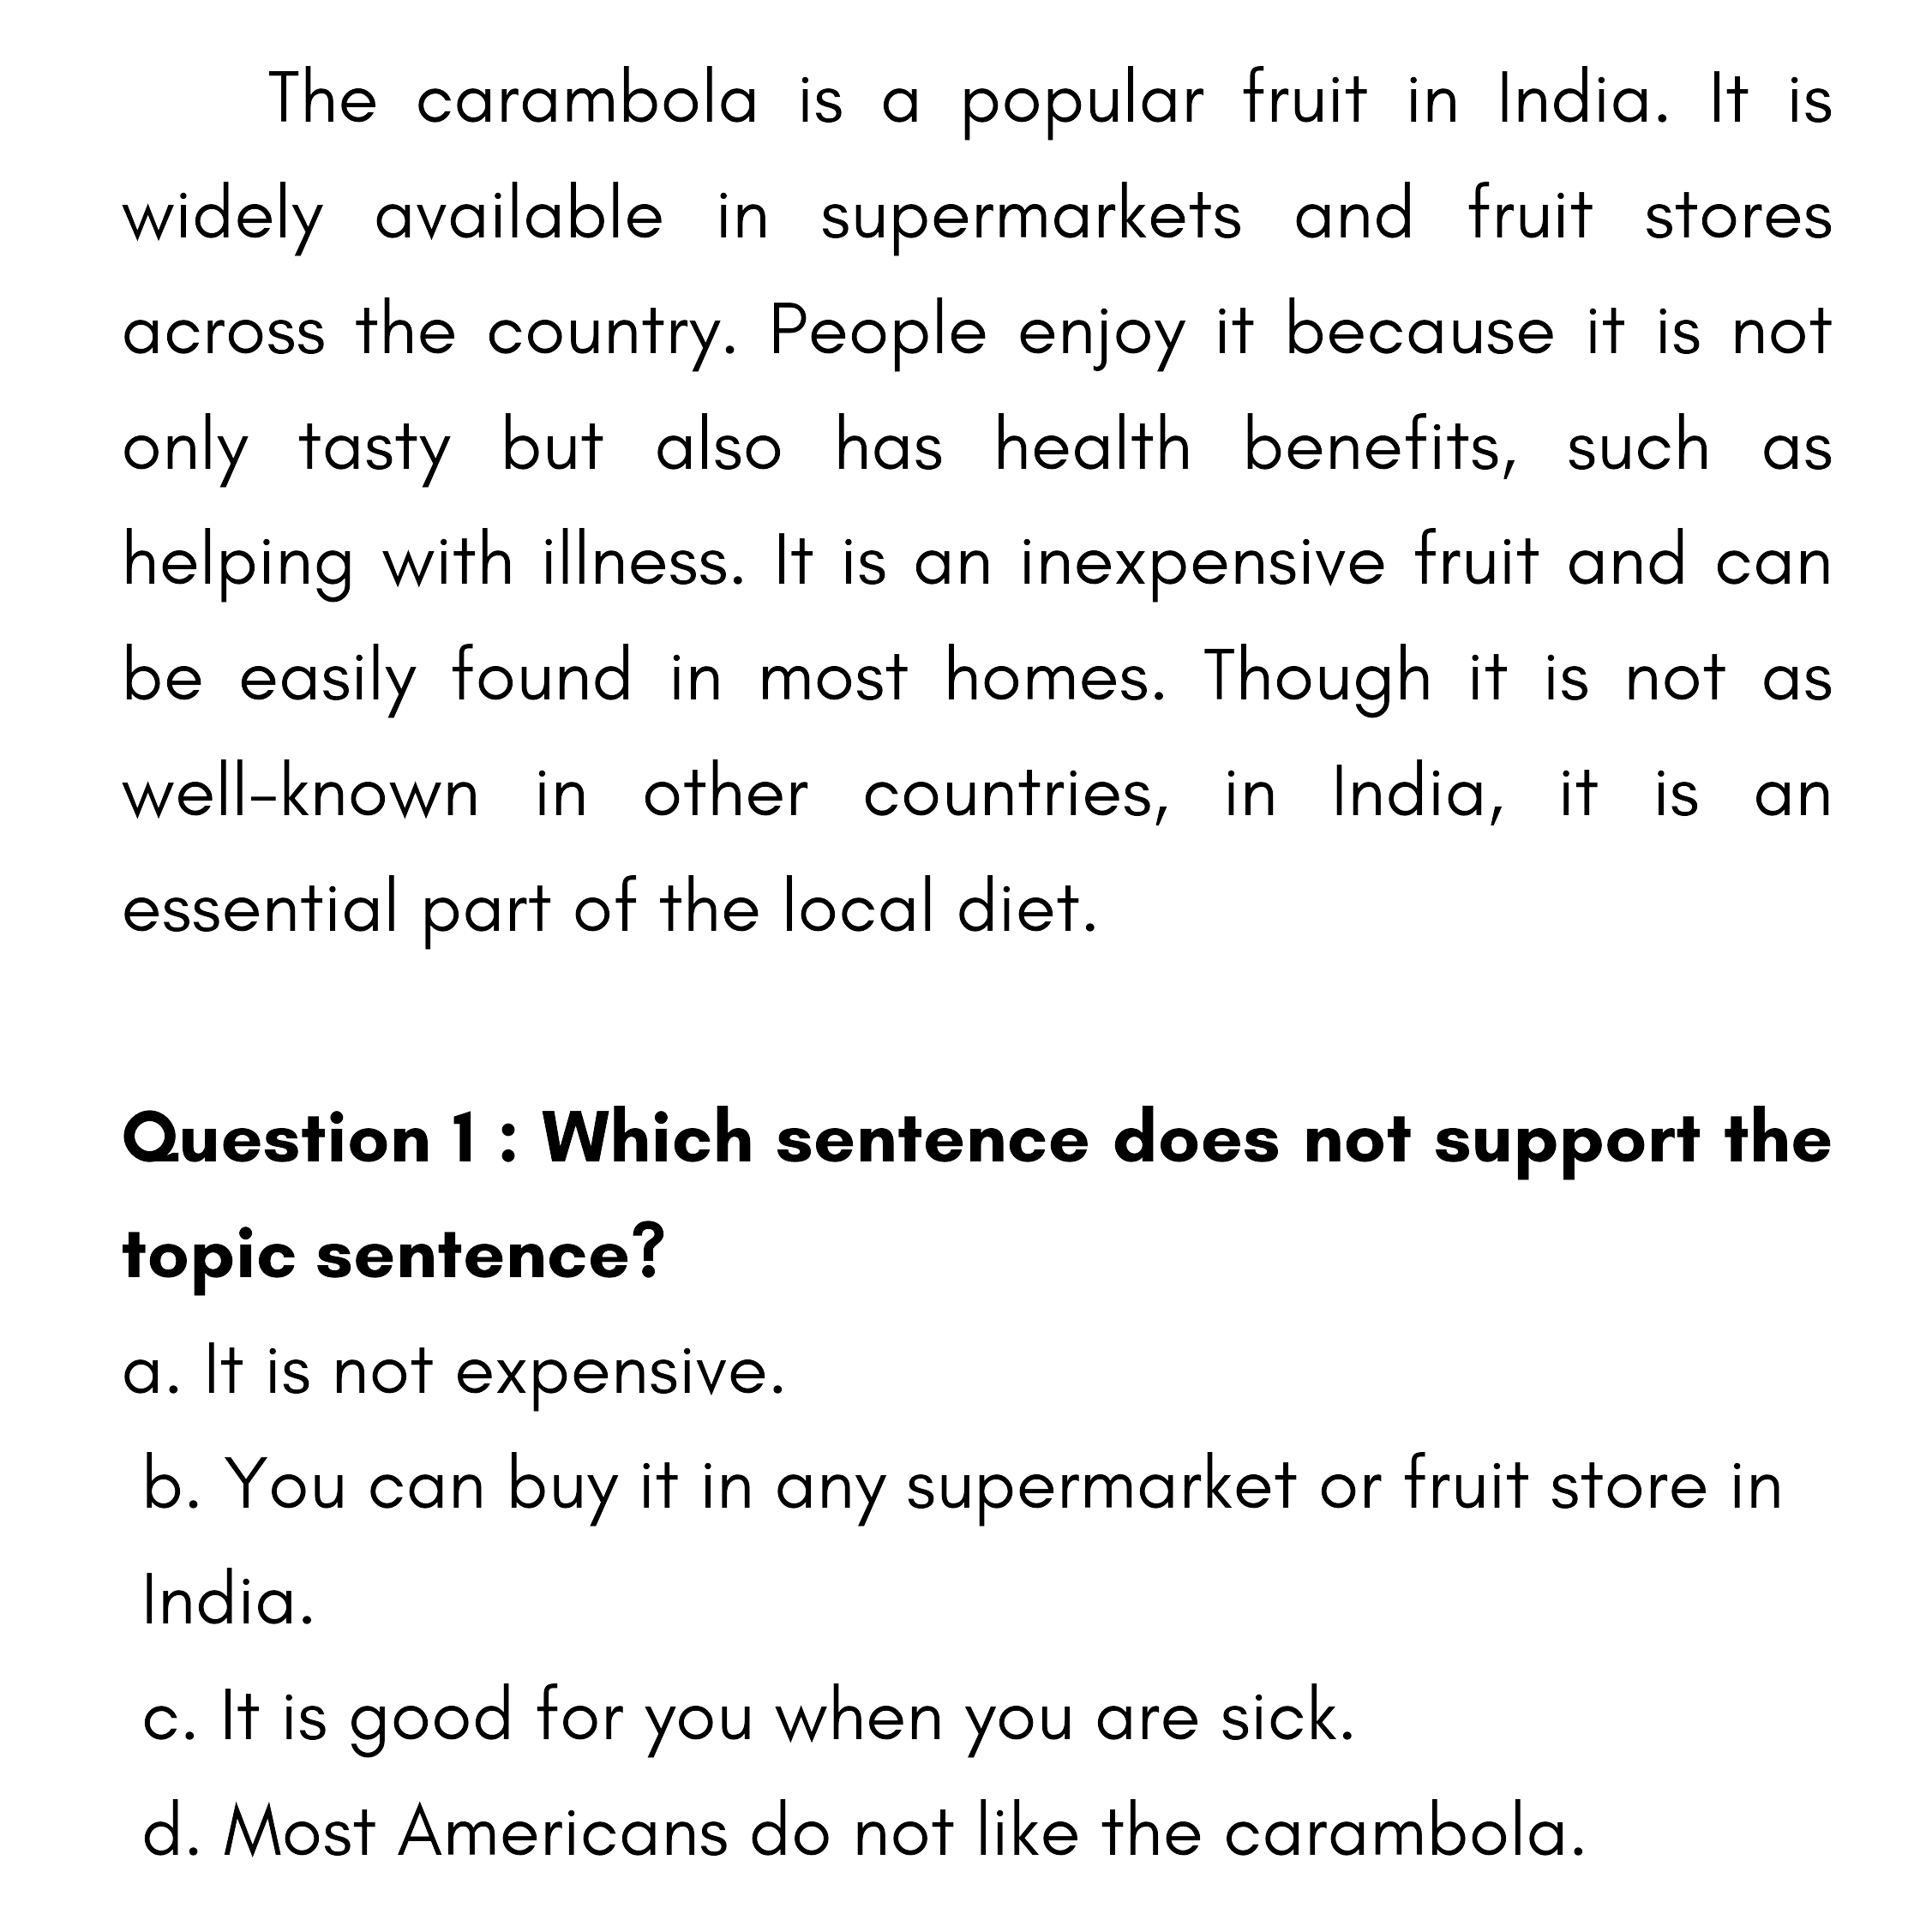 The carambola is a popular fruit in India. It is
widely available in supermarkets and fruit stores
across the country. People enjoy it because it is not
only tasty but also has health benefits, such as
helping with illness. It is an inexpensive fruit and can
be easily found in most homes. Though it is not as
well-known in other countries, in India, it is an
essential part of the local diet.
Question 1 : Which sentence does not support the
topic sentence?
a. It is not expensive.
b. You can buy it in any supermarket or fruit store in
India.
c. It is good for you when you are sick.
d. Most Americans do not like the carambola.